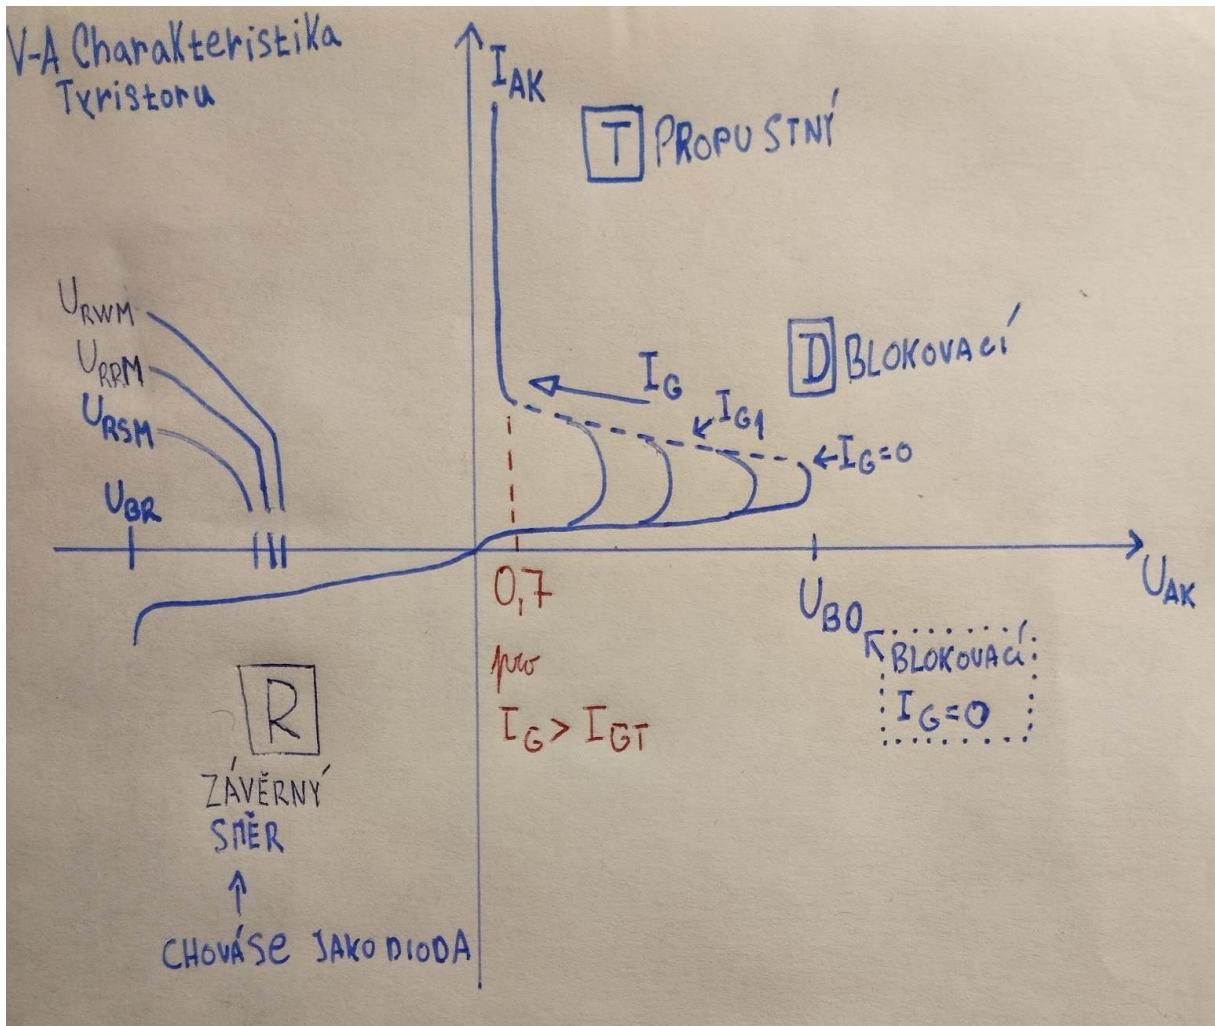 V-A Charakteristika
Tyristoru
I_AK
T PROPUSTNÝ
U_RWM
U_RRM
U_RSM
U_BR
D BLOKOVACÍ
I_G
I_G1
I_G=0
U_AK
0,7
pro
I_G > I_GT
U_BO
BLOKOVACÍ
I_G=0
R
ZÁVĚRNÝ
SMĚR
CHOVÁ SE JAKO DIODA